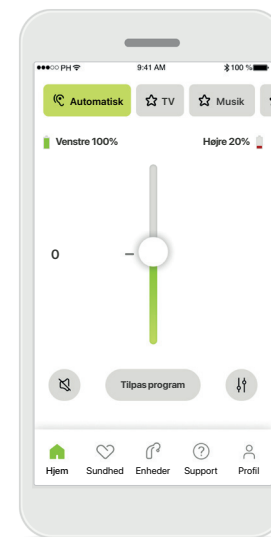 PH 9:41 AM 100 %
Automatisk TV Musik
Venstre 100% Højre 20%
0
Tilpas program
Hjem Sundhed Enheder Support Profil